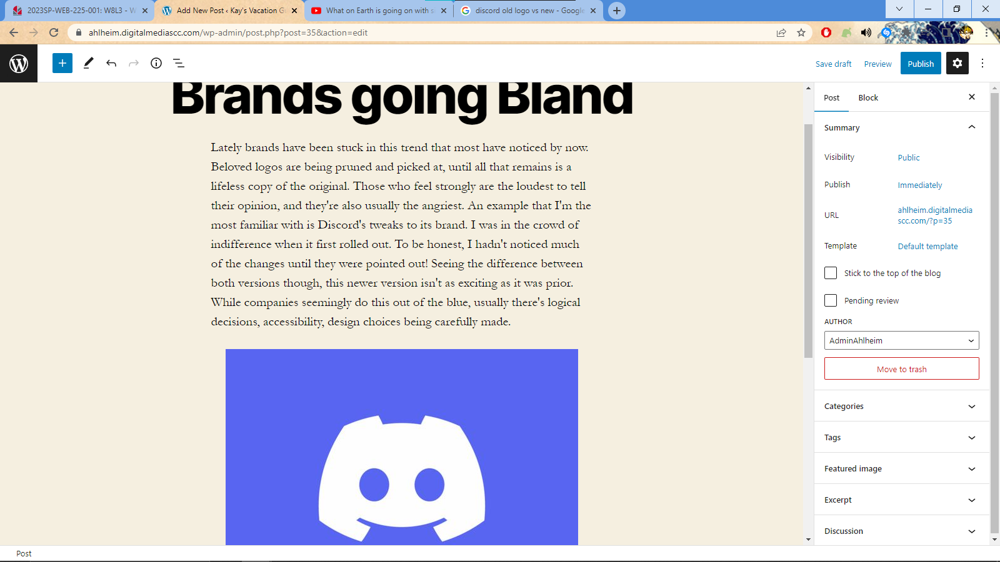 2023SP-WEB-225-001: W8L3 - W
Add New Post ‹ Kay's Vacation G
What on Earth is going on with s
discord old logo vs new - Google
ahlheim.digitalmediascc.com/wp-admin/post.php?post=35&action=edit
Save draft
Preview
Publish
Brands going Bland
Lately brands have been stuck in this trend that most have noticed by now.
Beloved logos are being pruned and picked at, until all that remains is a
lifeless copy of the original. Those who feel strongly are the loudest to tell
their opinion, and they're also usually the angriest. An example that I'm the
most familiar with is Discord's tweaks to its brand. I was in the crowd of
indifference when it first rolled out. To be honest, I hadn't noticed much
of the changes until they were pointed out! Seeing the difference between
both versions though, this newer version isn't as exciting as it was prior.
While companies seemingly do this out of the blue, usually there's logical
decisions, accessibility, design choices being carefully made.
Post
Block
Summary
Visibility
Public
Publish
Immediately
URL
ahlheim.digitalmedia
scc.com/?p=35
Template
Default template
Stick to the top of the blog
Pending review
AUTHOR
AdminAhlheim
Move to trash
Categories
Tags
Featured image
Excerpt
Discussion
Post